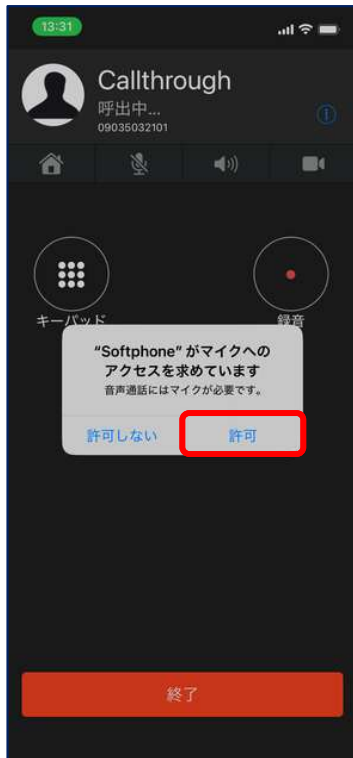 13:31
Callthrough
呼出中...
09035032101
キーパッド
録音
“Softphone”がマイクへの
アクセスを求めています
音声通話にはマイクが必要です。
許可しない
許可
終了